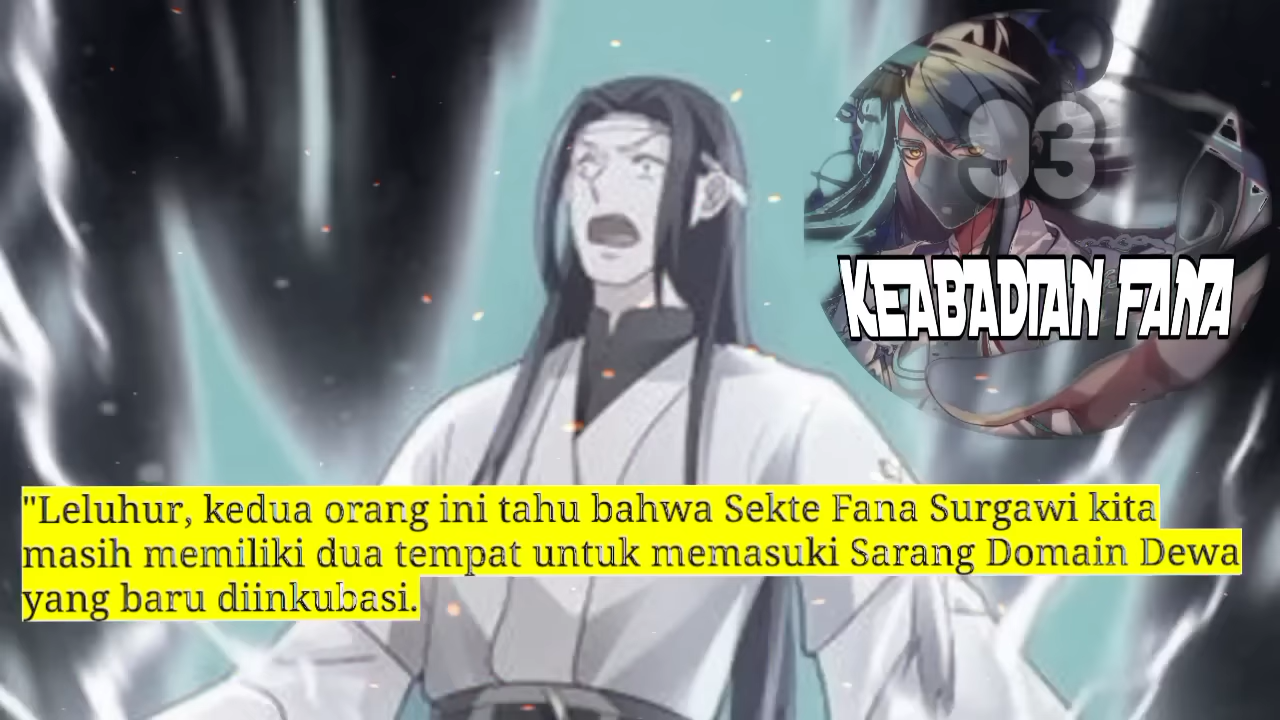 93
KEABADIAN FANA
"Leluhur, kedua orang ini tahu bahwa Sekte Fana Surgawi kita
masih memiliki dua tempat untuk memasuki Sarang Domain Dewa
yang baru diinkubasi.